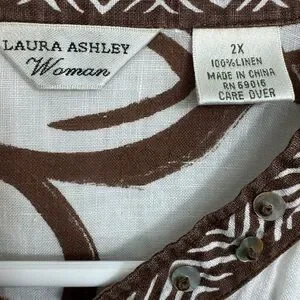 LAURA ASHLEY
Woman
2X
100% LINEN
MADE IN CHINA
RN 69016
CARE OVER